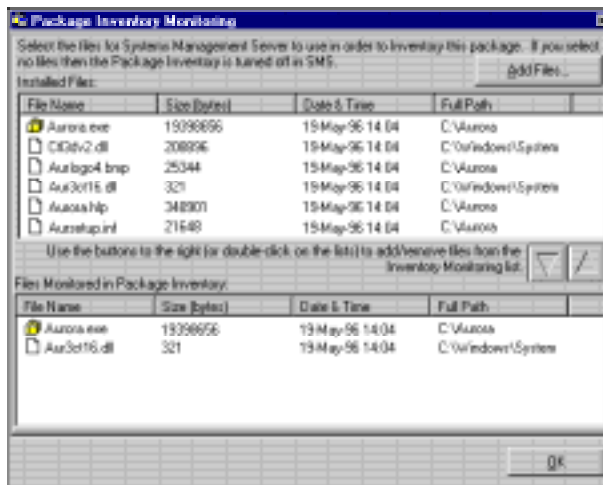 Package Inventory Monitoring
Select the files for Systems Management Server to use in order to Inventory this package. If you select
no files then the Package Inventory is turned off in SMS.
Add Files...
Installed Files:
File Name Size (bytes) Date & Time Full Path
Aurora.exe 19398656 19-May-96 14:04 C:\Aurora
Ctl3dv2.dll 208896 19-May-96 14:04 C:\Windows\System
Aurlogo4.bmp 25344 19-May-96 14:04 C:\Aurora
Aur3ct16.dll 321 19-May-96 14:04 C:\Windows\System
Aurora.hlp 348901 19-May-96 14:04 C:\Aurora
Aursetup.inf 21648 19-May-96 14:04 C:\Aurora
Use the buttons to the right (or double-click on the lists) to add/remove files from the
Inventory Monitoring list.
Files Monitored in Package Inventory:
File Name Size (bytes) Date & Time Full Path
Aurora.exe 19398656 19-May-96 14:04 C:\Aurora
Aur3ct16.dll 321 19-May-96 14:04 C:\Windows\System
OK